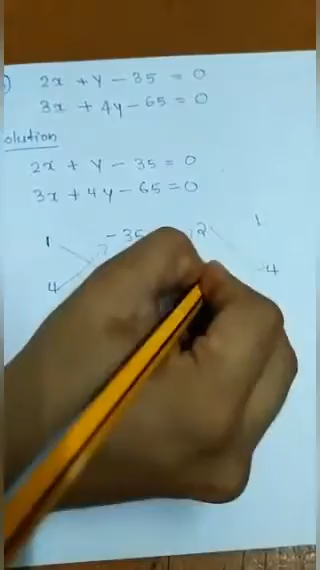 2x + y - 35 = 0
3x + 4y - 65 = 0
olution
2x + y - 35 = 0
3x + 4y - 65 = 0
1 -35 2 1
4 4